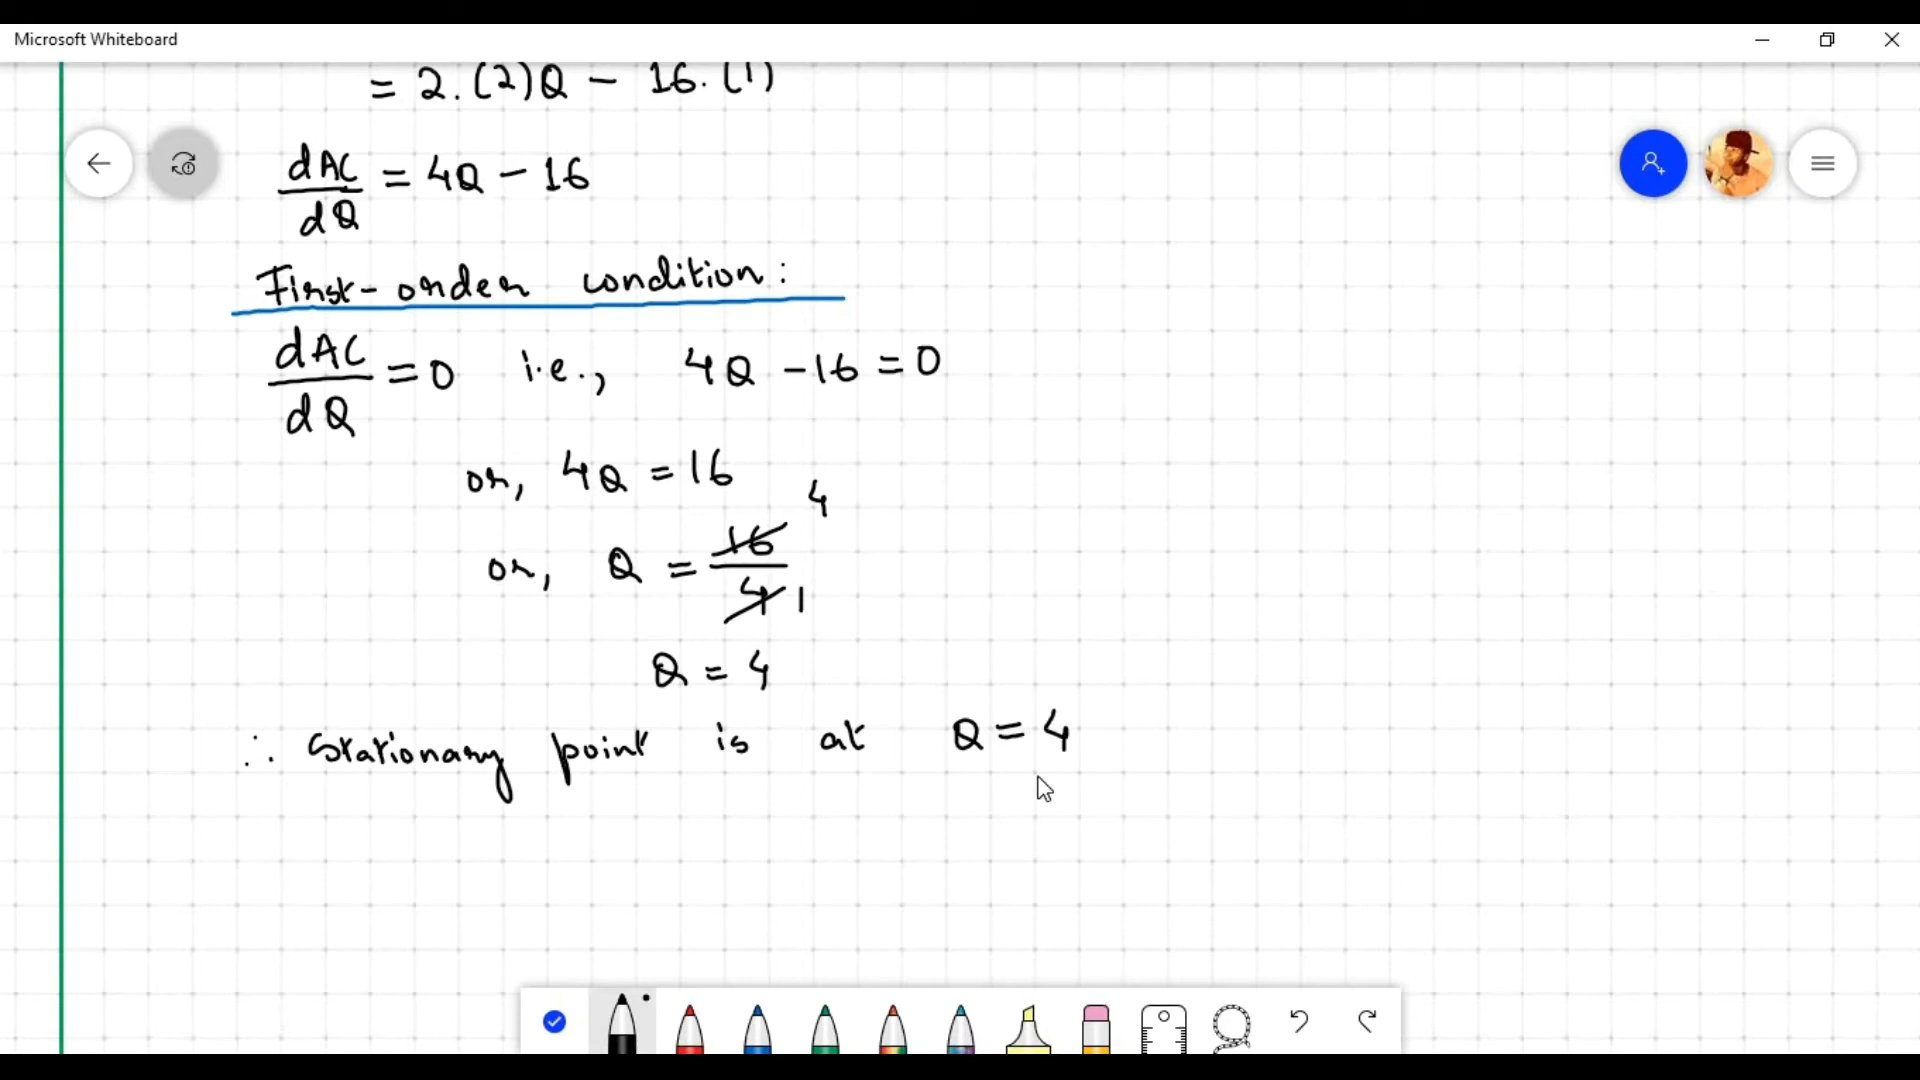 Microsoft Whiteboard
= 2.(2)Q - 16.(1)
dAC/dQ = 4Q - 16
First-order condition:
dAC/dQ = 0 i.e., 4Q - 16 = 0
or, 4Q = 16
4
or, Q = 16/4 1
Q = 4
∴ Stationary point is at Q = 4